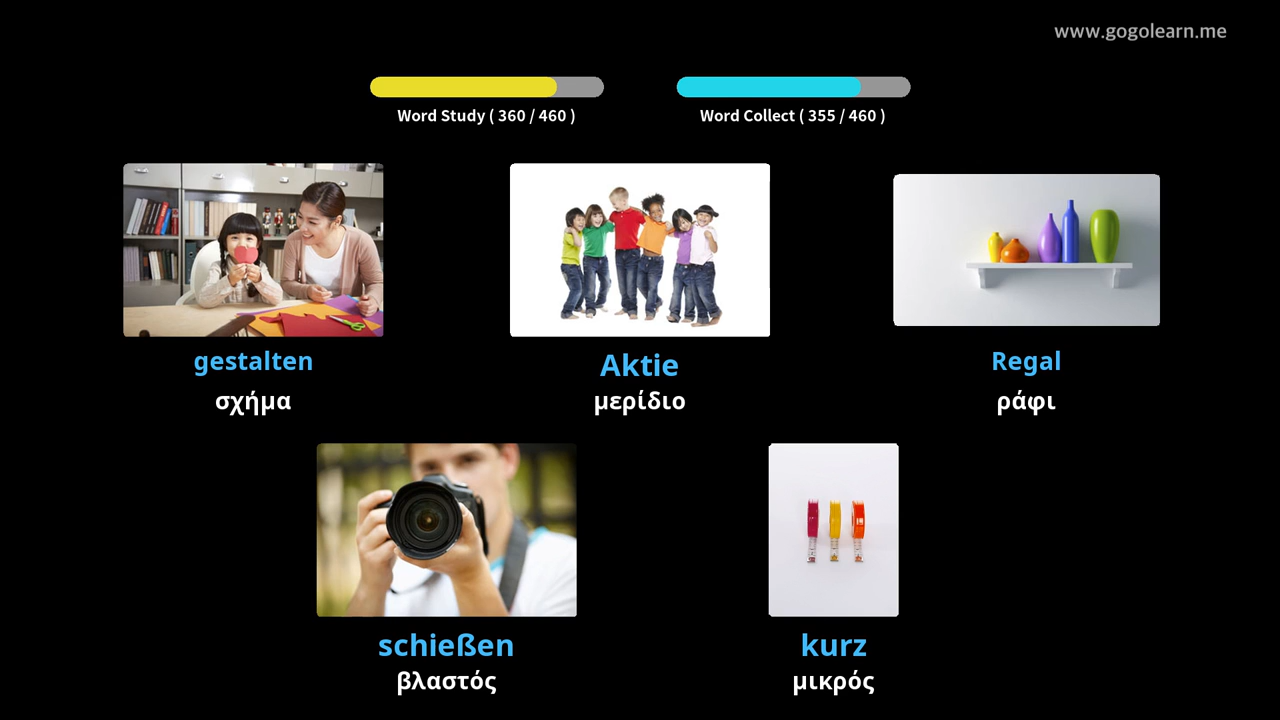 www.gogolearn.me
Word Study ( 360 / 460 )
Word Collect ( 355 / 460 )
gestalten
σχήμα
Aktie
μερίδιο
Regal
ράφι
schießen
βλαστός
kurz
μικρός